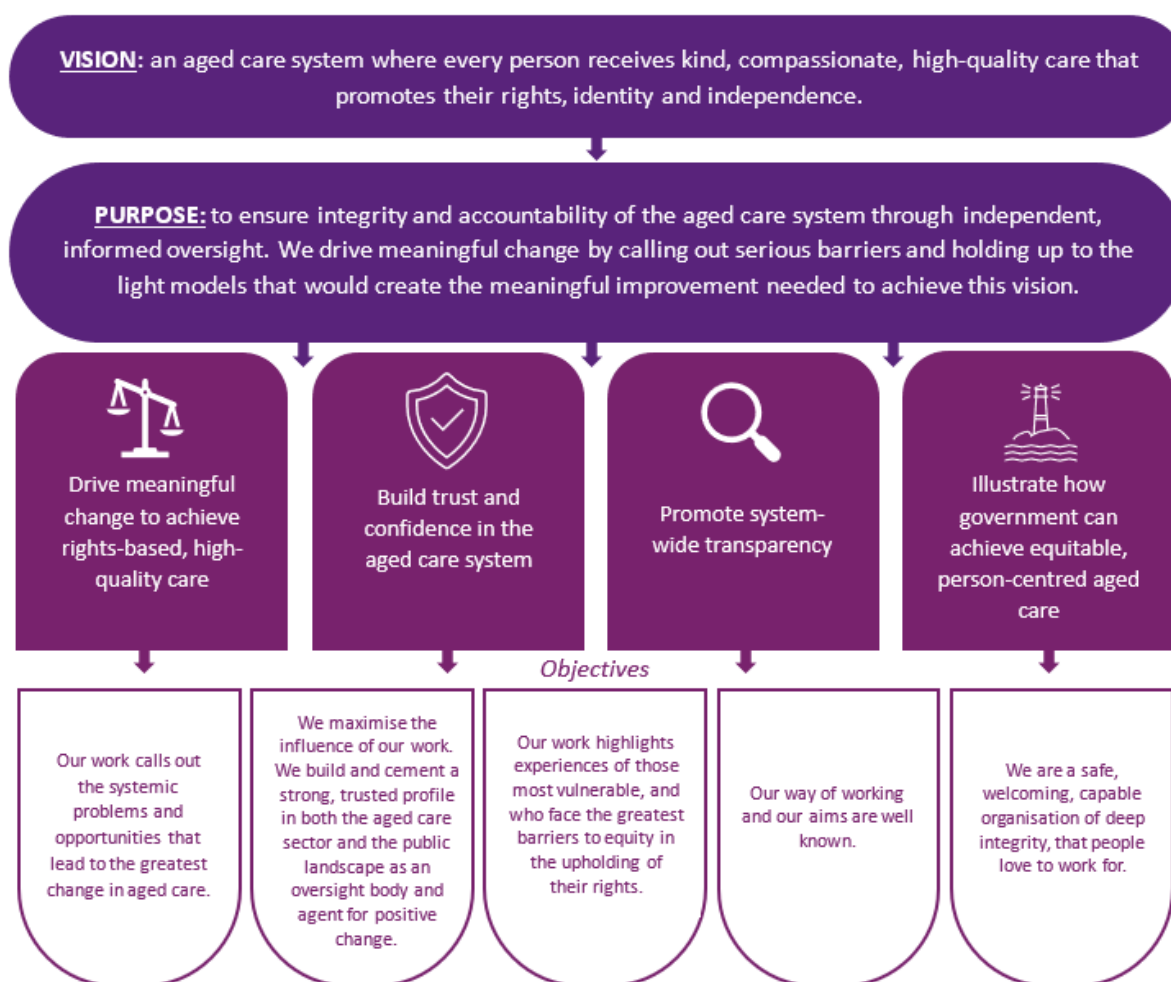 VISION: an aged care system where every person receives kind, compassionate, high-quality care that
promotes their rights, identity and independence.
PURPOSE: to ensure integrity and accountability of the aged care system through independent,
informed oversight. We drive meaningful change by calling out serious barriers and holding up to the
light models that would create the meaningful improvement needed to achieve this vision.
Drive meaningful
change to achieve
rights-based, high-
quality care
Build trust and
confidence in the
aged care system
Promote system-
wide transparency
Illustrate how
government can
achieve equitable,
person-centred aged
care
Objectives
Our work calls out
the systemic
problems and
opportunities that
lead to the greatest
change in aged care.
We maximise the
influence of our work.
We build and cement a
strong, trusted profile
in both the aged care
sector and the public
landscape as an
oversight body and
agent for positive
change.
Our work highlights
experiences of those
most vulnerable, and
who face the greatest
barriers to equity in
the upholding of
their rights.
Our way of working
and our aims are well
known.
We are a safe,
welcoming, capable
organisation of deep
integrity, that people
love to work for.